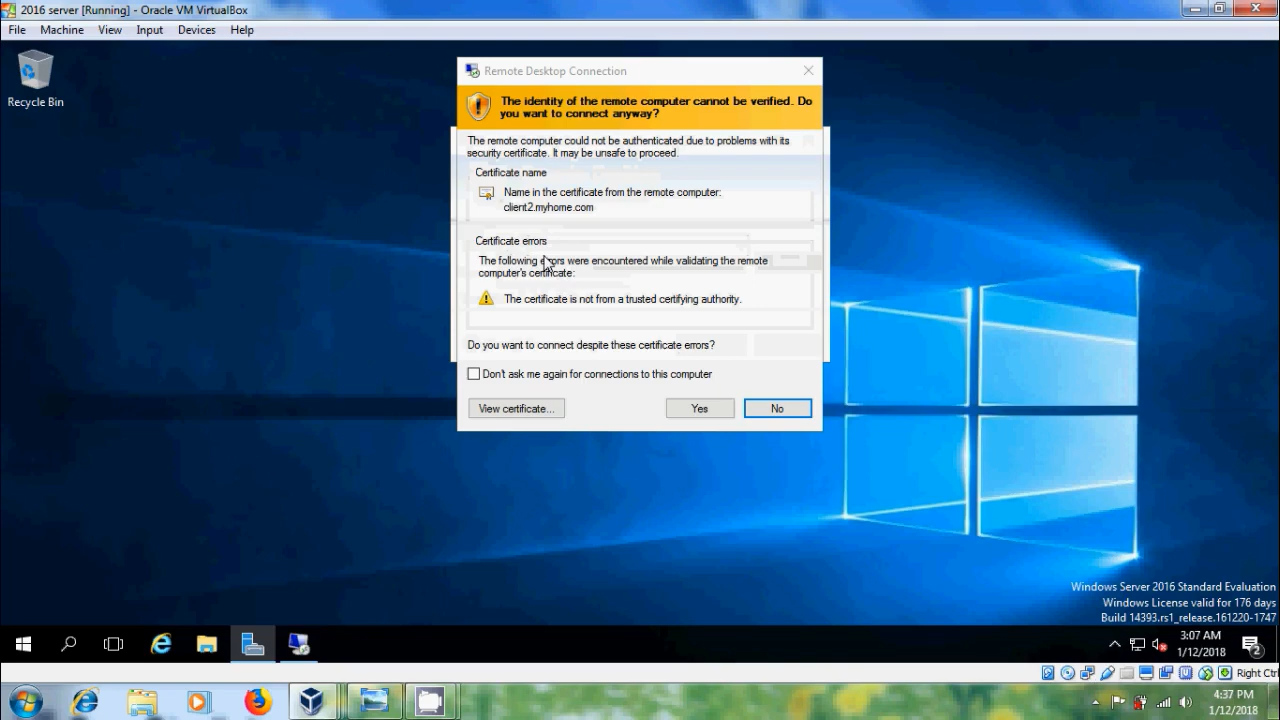 2016 server [Running] - Oracle VM VirtualBox
File Machine View Input Devices Help
Recycle Bin
Remote Desktop Connection
The identity of the remote computer cannot be verified. Do
you want to connect anyway?
The remote computer could not be authenticated due to problems with its
security certificate. It may be unsafe to proceed.
Certificate name
Name in the certificate from the remote computer:
client2.myhome.com
Certificate errors
The following errors were encountered while validating the remote
computer's certificate:
The certificate is not from a trusted certifying authority.
Do you want to connect despite these certificate errors?
Don't ask me again for connections to this computer
View certificate... Yes No
Windows Server 2016 Standard Evaluation
Windows License valid for 176 days
Build 14393.rs1_release.161220-1747
3:07 AM
1/12/2018
2
Right Ctrl
4:37 PM
1/12/2018